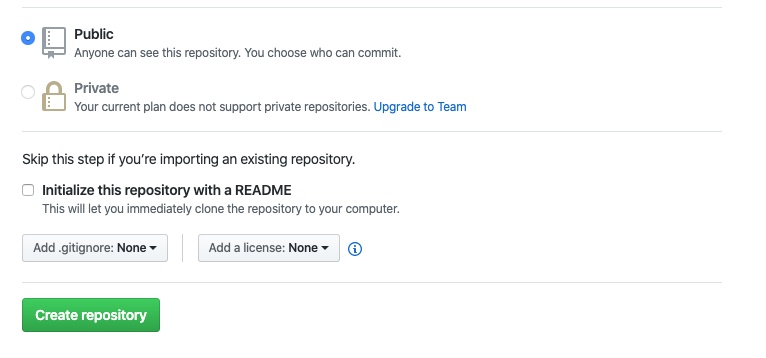 Public
Anyone can see this repository. You choose who can commit.
Private
Your current plan does not support private repositories. Upgrade to Team
Skip this step if you’re importing an existing repository.
Initialize this repository with a README
This will let you immediately clone the repository to your computer.
Add .gitignore: None Add a license: None
Create repository